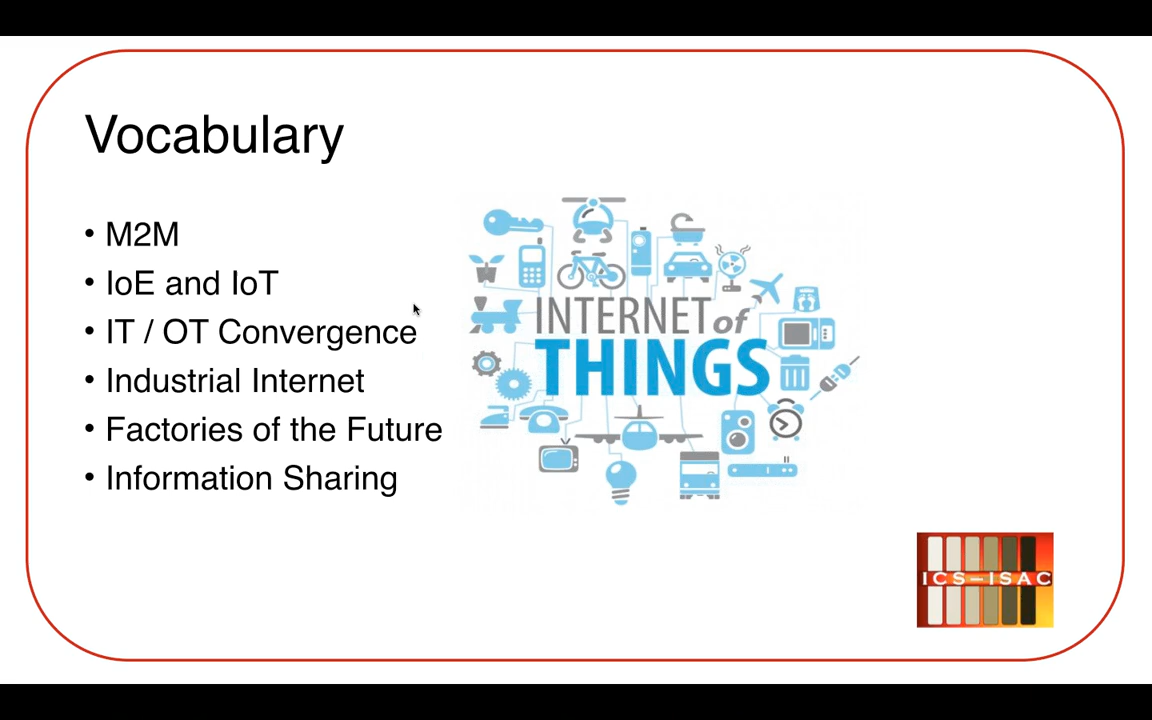 Vocabulary
• M2M
• IoE and IoT
• IT / OT Convergence
• Industrial Internet
• Factories of the Future
• Information Sharing
INTERNET of
THINGS
ICS-ISAC